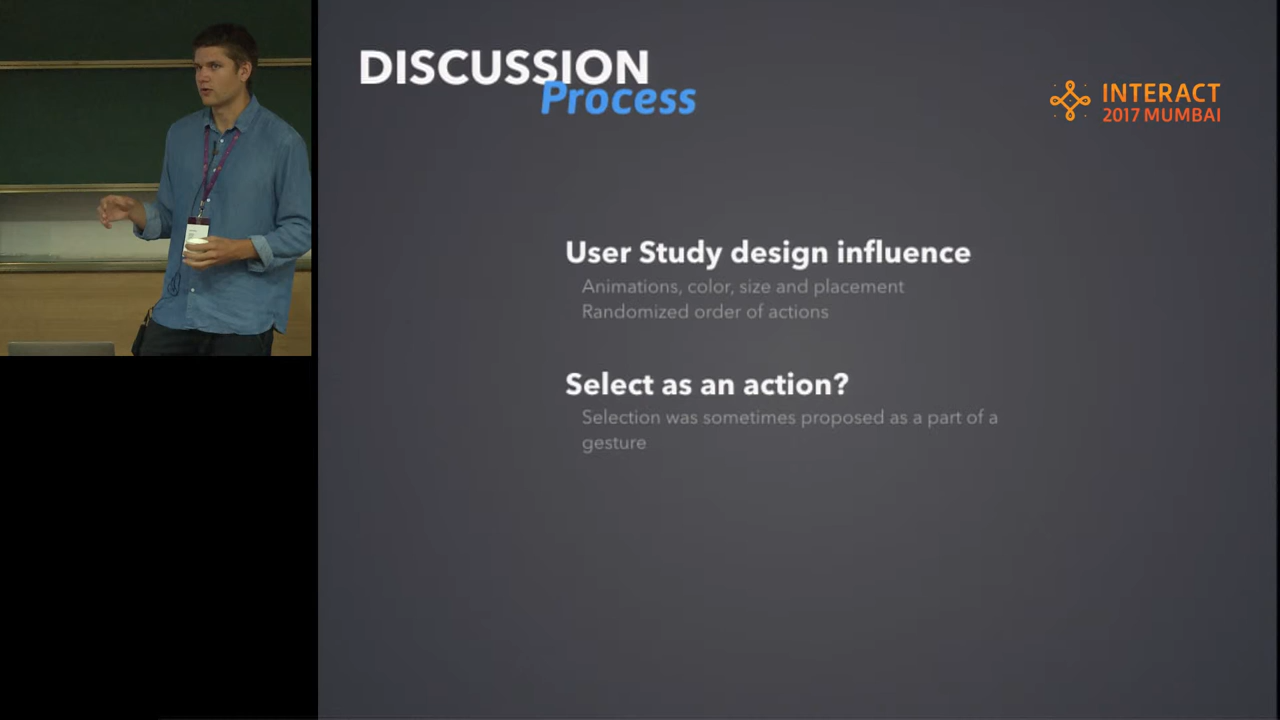 DISCUSSION
Process
INTERACT
2017 MUMBAI
User Study design influence
Animations, color, size and placement
Randomized order of actions
Select as an action?
Selection was sometimes proposed as a part of a
gesture